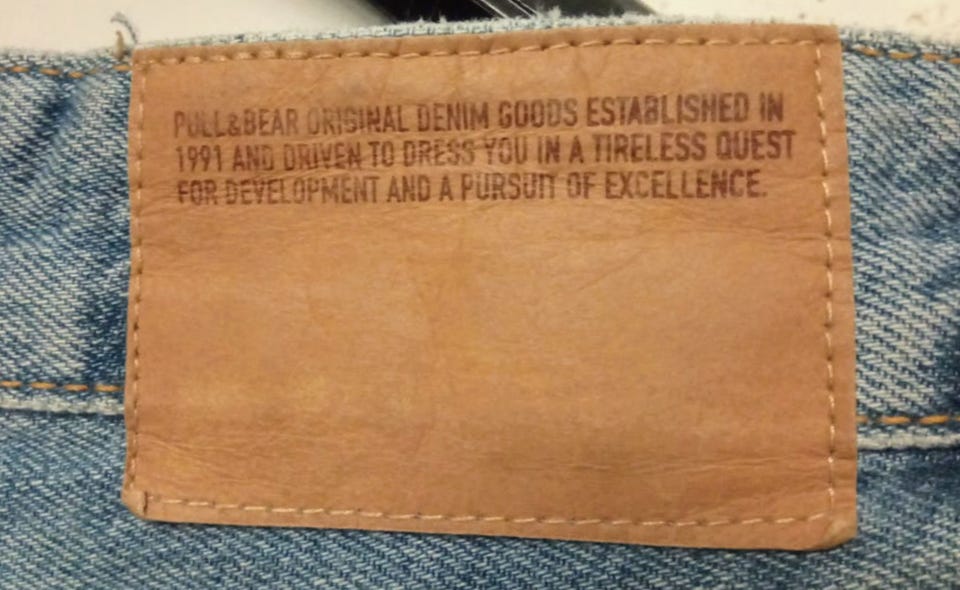 PULL&BEAR ORIGINAL DENIM GOODS ESTABLISHED IN
1991 AND DRIVEN TO DRESS YOU IN A TIRELESS QUEST
FOR DEVELOPMENT AND A PURSUIT OF EXCELLENCE.